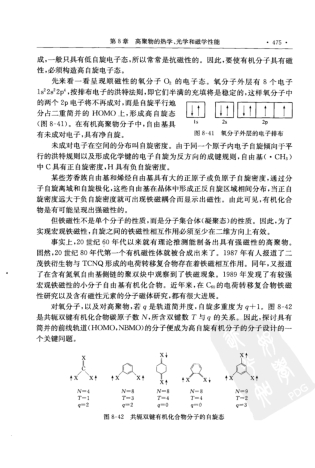 第8章 高聚物的热学、光学和磁学性能 · 475 ·
成,一般只具有低自旋电子态,所以常常是抗磁性的。因此,要使有机分子具有磁
性,必须构造高自旋电子态。
先来看一看呈现顺磁性的氧分子 O₂ 的电子态。氧分子外层有 8 个电子
1s²2s²2p⁴,按排布电子的洪特法则,即它们半满的充填将是稳定的,这样氧分子中
的两个 2p 电子将不再成对,而是自旋平行地
分占二重简并的 HOMO 上,形成高自旋态
(图 8-41)。在有机高聚物分子中,自由基具
有未成对电子,具有净自旋。
1s 2s 2p
图 8-41 氧分子外层的电子排布
未成对电子在空间的分布叫自旋密度。由于同一个原子内电子自旋倾向于平
行的洪特规则以及形成化学键的电子自旋为反方向的成键规则,自由基(·CH₃)
中 C 具有正自旋密度,H 具有负自旋密度。
某些芳香族自由基和烯烃自由基具有大的正原子或负原子自旋密度,通过分
子自旋离域和自旋极化,这些自由基在晶体中形成正反自旋区域相间分布,当正自
旋密度远大于负自旋密度就可出现铁磁耦合而显示出磁性。由此可见,有机化合
物是有可能呈现出强磁性的。
但铁磁性不是单个分子的性质,而是分子集合体(凝聚态)的性质。因此,为了
实现宏观铁磁性,自旋之间的铁磁性相互作用必须至少在二维方向上有效。
事实上,20 世纪 60 年代以来就有理论推测能制备出具有强磁性的高聚物。
团然,20 世纪 80 年代第一个有机磁性体就被合成出来了。1987 年有人报道了二
茂铁衍生物与 TCNQ 形成的电荷转移复合物存在着铁磁相互作用。同年,又报道
了在含有氮氧自由基侧链的聚双炔中观察到了铁磁现象。1989 年发现了有较强
宏观铁磁性的小分子自由基有机化合物。近年来,在 C₆₀ 的电荷转移复合物铁磁
性研究以及含有磁性元素的分子磁体研究,都有很大进展。
对氧分子,以及对高聚物,若 q 是轨道简并度,自旋多重度为 q+1。图 8-42
是共轭双键有机化合物碳原子数 N,所含双键数 T 与 q 的关系。因此,探讨具有
简并的前线轨道(HOMO、NBMO)的分子便成为高自旋有机分子的分子设计的一
个关键问题。
N=4 N=8 N=8 N=8 N=4
T=1 T=3 T=4 T=3 T=2
q=2 q=2 q=0 q=2 q=0
图 8-42 共轭双键有机化合物分子的自旋态